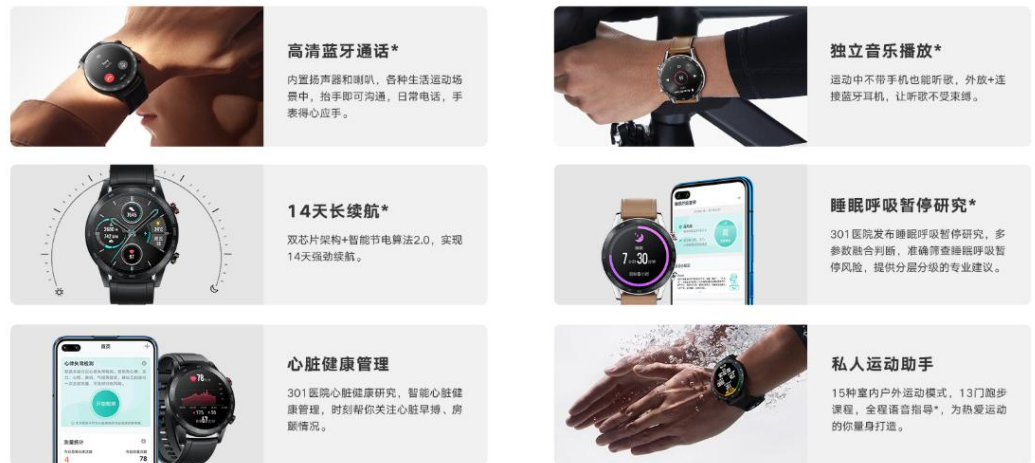 高清蓝牙通话*
内置扬声器和喇叭，各种生活运动场
景中，抬手即可沟通，日常电话，手
表得心应手。
独立音乐播放*
运动中不带手机也能听歌，外放+连
接蓝牙耳机，让听歌不受束缚。
14天长续航*
双芯片架构+智能节电算法2.0，实现
14天强劲续航。
睡眠呼吸暂停研究*
301医院发布睡眠呼吸暂停研究，多
参数融合判断，准确筛查睡眠呼吸暂
停风险，提供分层分级的专业建议。
7 30
心脏健康管理
301医院心脏健康研究，智能心脏健
康管理，时刻帮你关注心脏早搏、房
颤情况。
首页
76
4
78
私人运动助手
15种室内户外运动模式，13门跑步
课程，全程语音指导*，为热爱运动
的你量身打造。